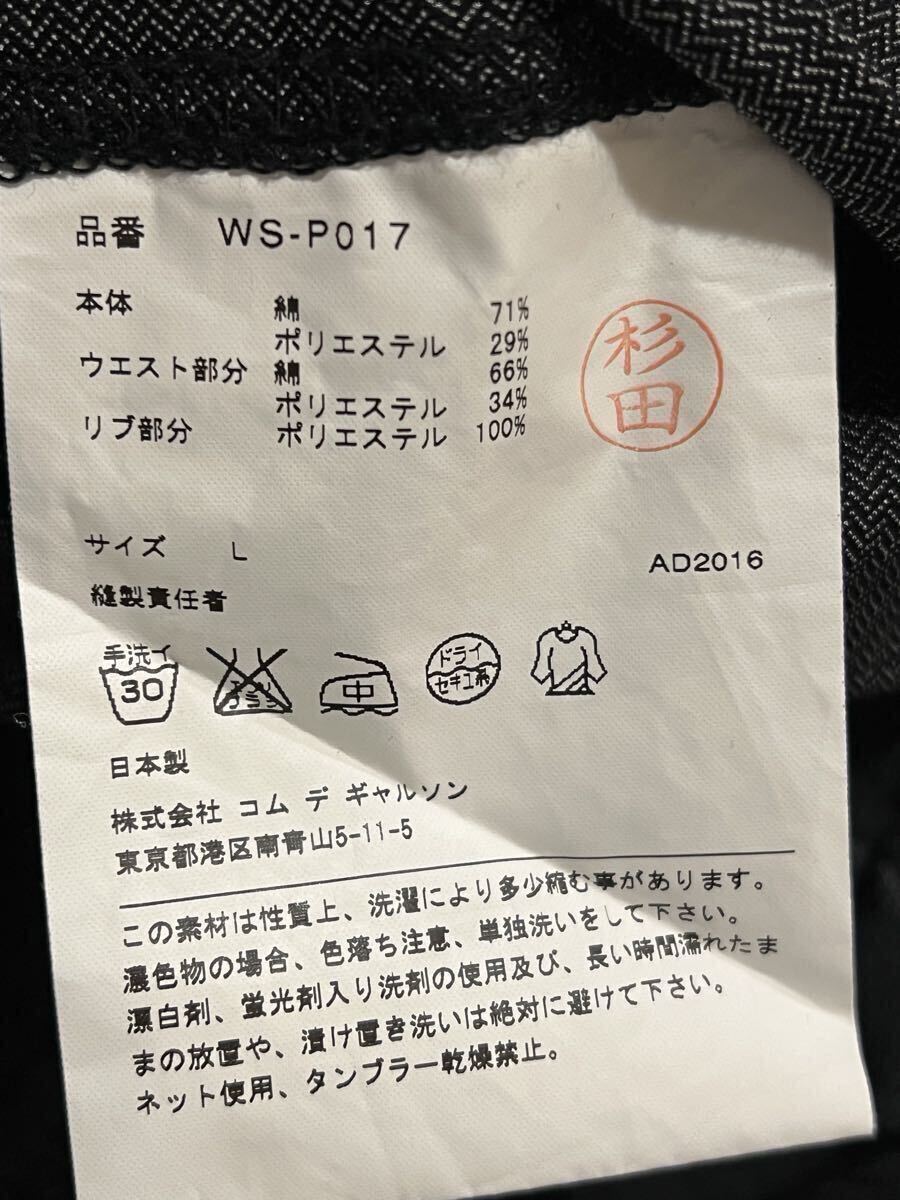 品番 WS-P017
本体 綿 71%
ポリエステル 29%
ウエスト部分 綿 66%
ポリエステル 34%
リブ部分 ポリエステル 100%
杉田
サイズ L
AD2016
縫製責任者
手洗イ 30
エンソ サラシ
中
ドライ セキユ系
日本製
株式会社 コム デ ギャルソン
東京都港区南青山5-11-5
この素材は性質上、洗濯により多少縮む事があります。
濃色物の場合、色落ち注意、単独洗いをして下さい。
漂白剤、蛍光剤入り洗剤の使用及び、長い時間濡れたま
まの放置や、漬け置き洗いは絶対に避けて下さい。
ネット使用、タンブラー乾燥禁止。